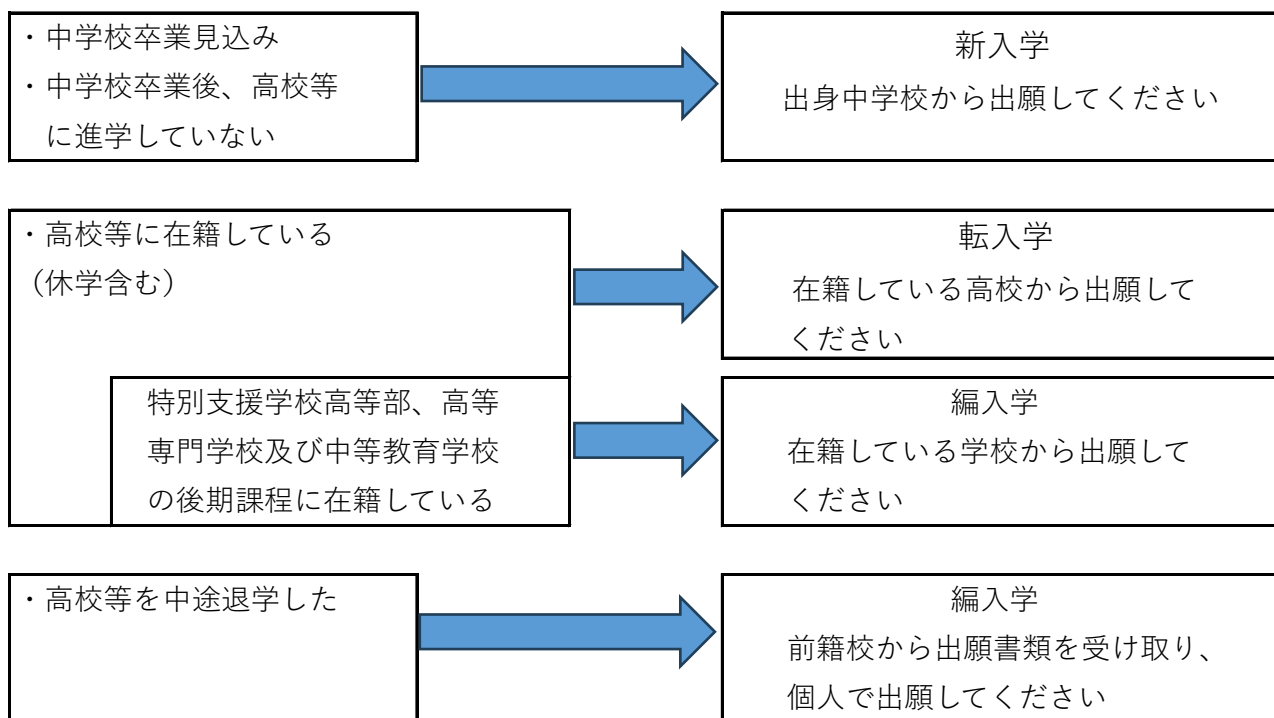 ・中学校卒業見込み
・中学校卒業後、高校等
に進学していない
新入学
出身中学校から出願してください
・高校等に在籍している
（休学含む）
転入学
在籍している高校から出願して
ください
特別支援学校高等部、高等
専門学校及び中等教育学校
の後期課程に在籍している
編入学
在籍している学校から出願して
ください
・高校等を中途退学した
編入学
前籍校から出願書類を受け取り、
個人で出願してください